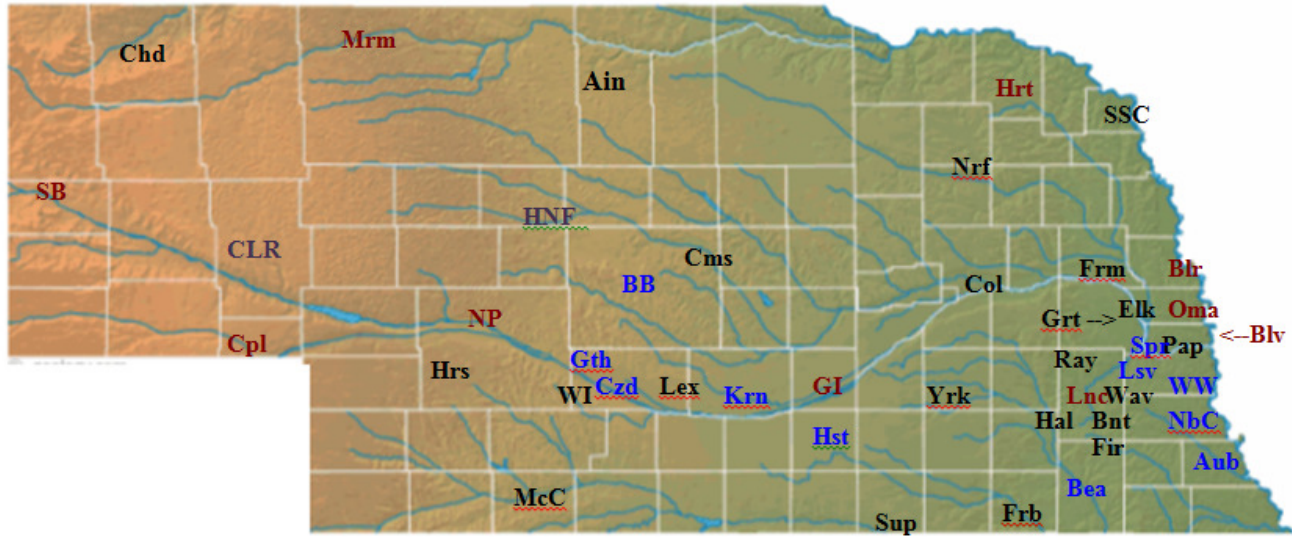 Chd
Mrm
Ain
Hrt
SSC
Nrf
SB
HNF
CLR
Cms
BB
Col
Frm
Blr
Grt -->
Elk
Oma
<--Blv
NP
Cpl
Spr
Pap
Gth
Hrs
Ray
Lsv
WI
Czd
Lex
Krn
GI
Yrk
Lnc
Wav
WW
Hst
Hal
Bnt
NbC
Fir
Aub
McC
Bea
Sup
Frb